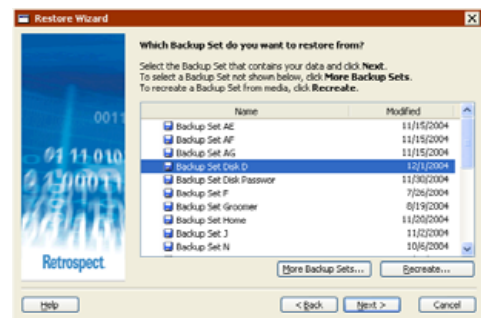 Restore Wizard
Which Backup Set do you want to restore from?
Select the Backup Set that contains your data and click Next.
To select a Backup Set not shown below, click More Backup Sets.
To recreate a Backup Set from media, click Recreate.
Name Modified
Backup Set AE 11/15/2004
Backup Set AF 11/15/2004
Backup Set AG 11/15/2004
Backup Set Disk D 12/1/2004
Backup Set Disk Passwor 11/30/2004
Backup Set F 7/26/2004
Backup Set Groomer 8/19/2004
Backup Set Home 11/20/2004
Backup Set J 11/2/2004
Backup Set N 10/6/2004
0011
01 11 010
Retrospect.
More Backup Sets... Recreate...
Help < Back Next > Cancel